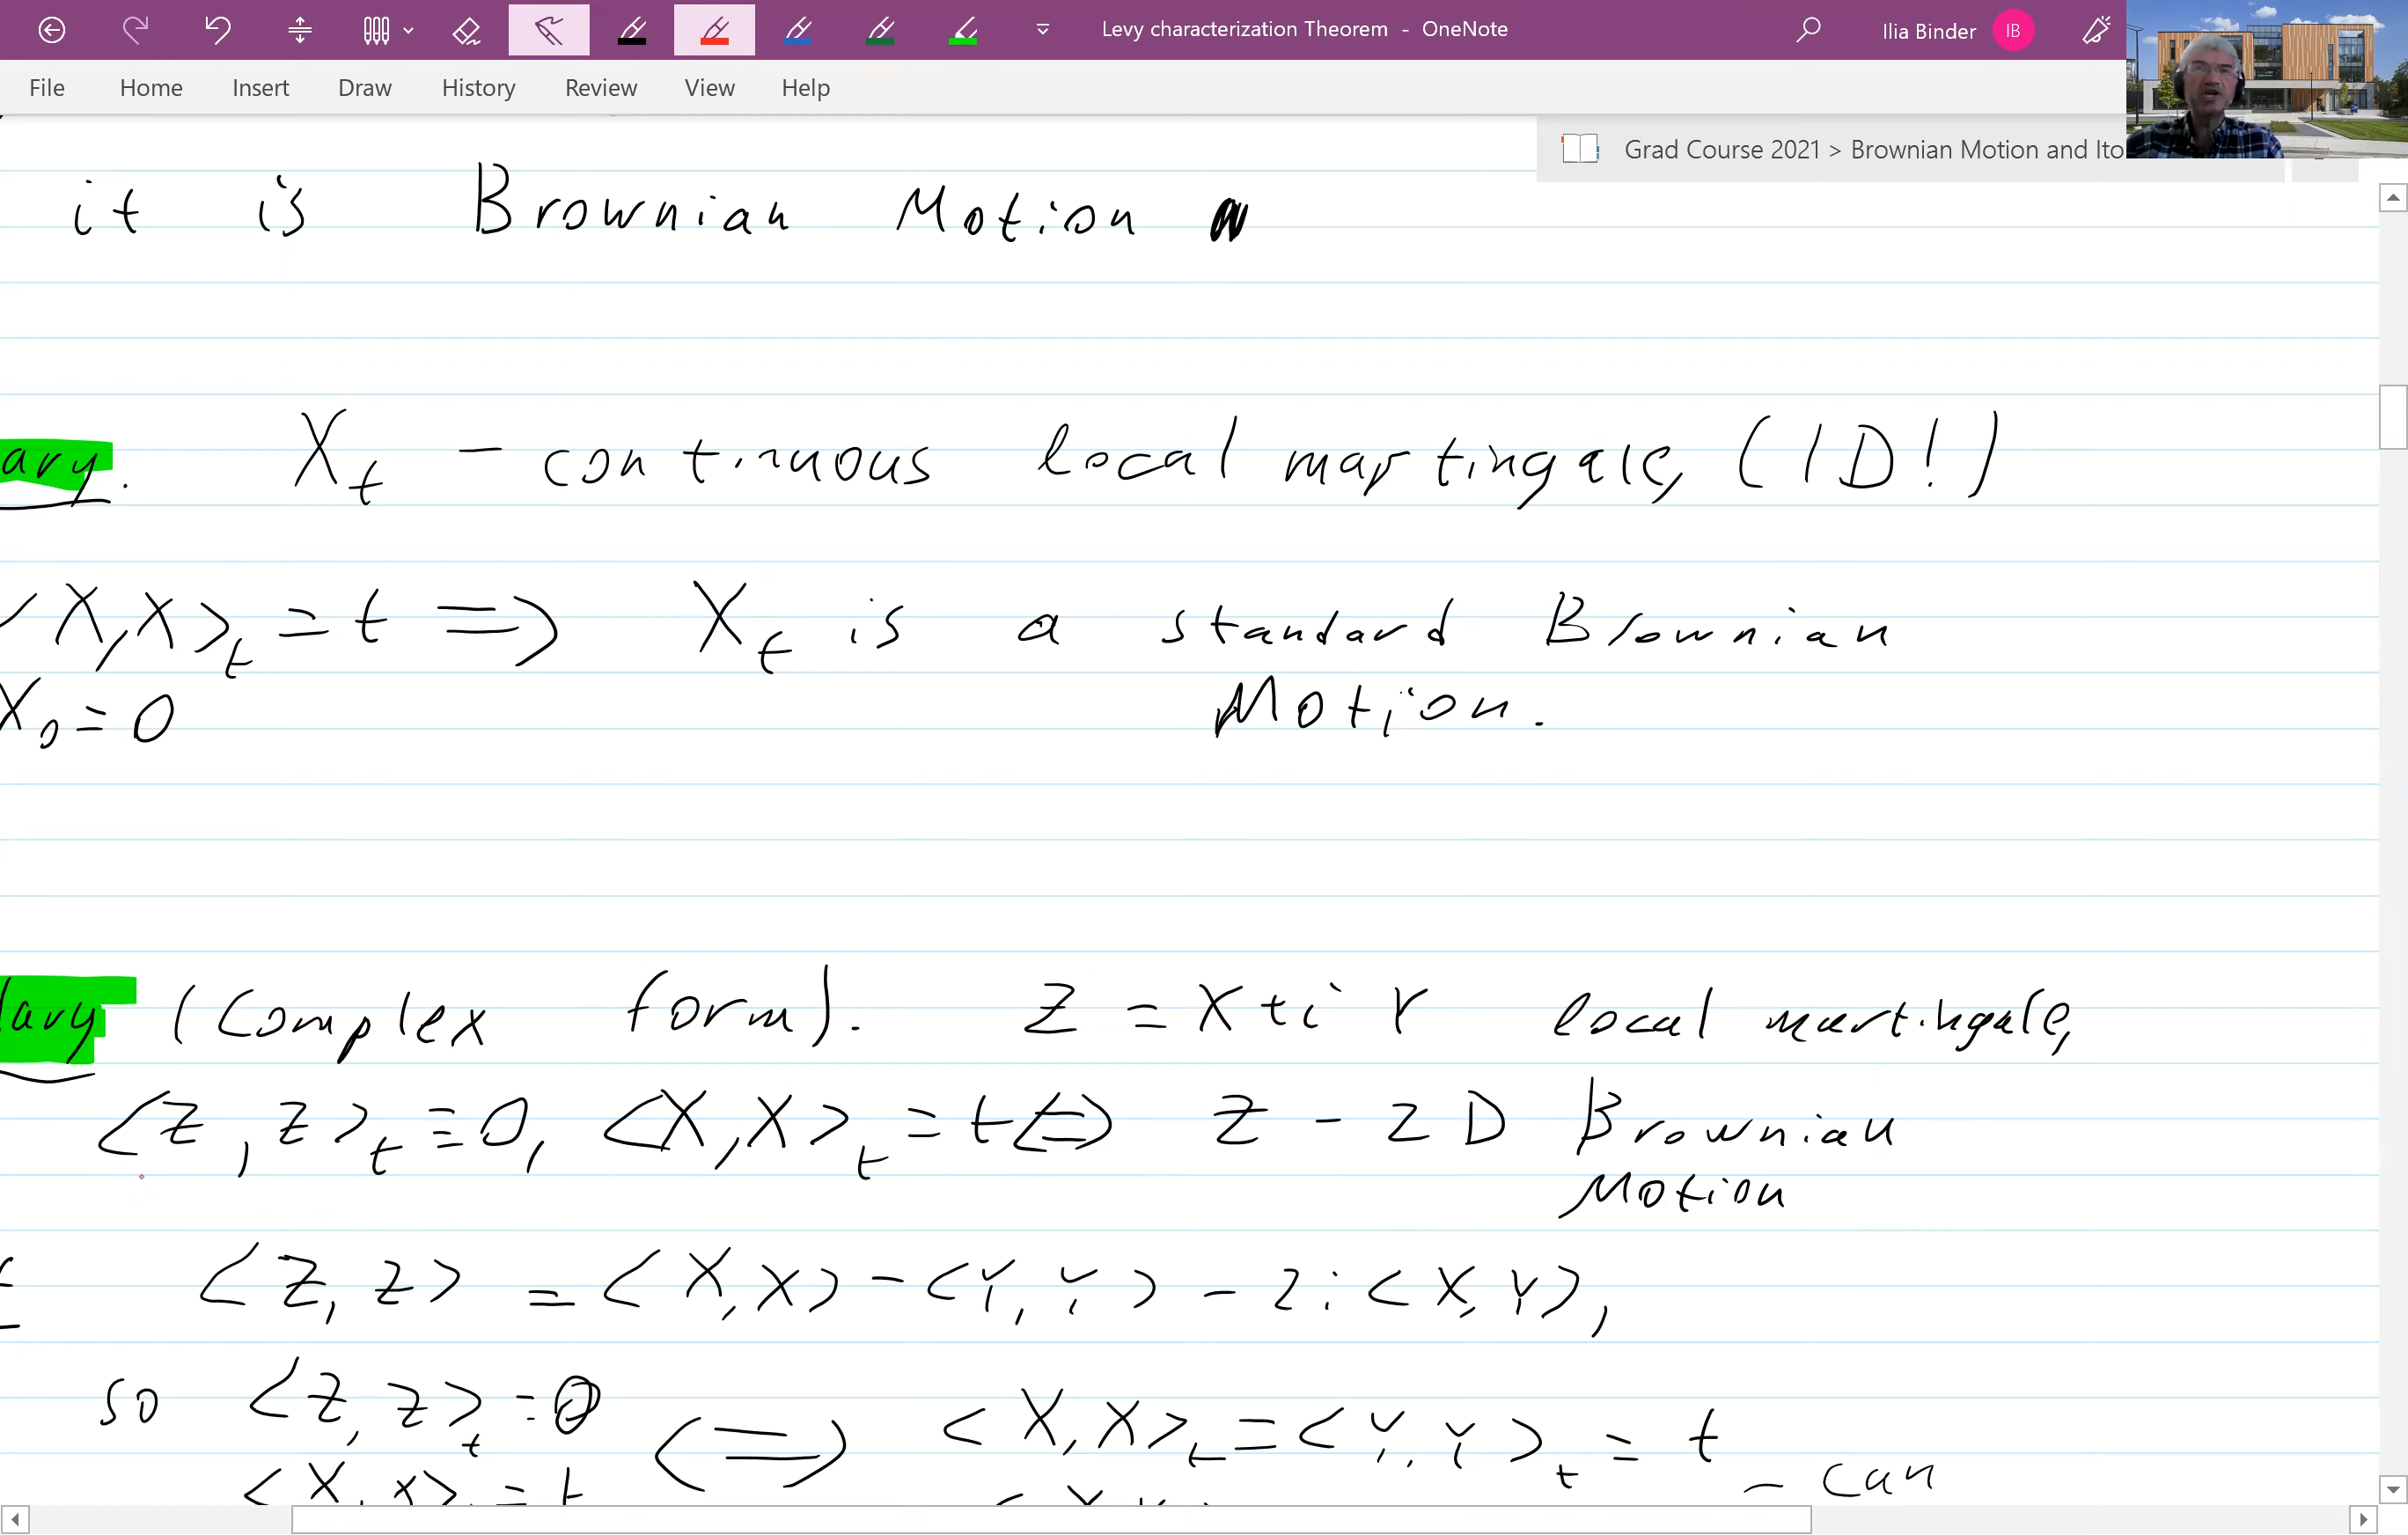 Levy characterization Theorem - OneNote
Ilia Binder IB
File Home Insert Draw History Review View Help
Grad Course 2021 > Brownian Motion and Ito
it is Brownian Motion
ary. X_t - continuous local martingale, (1D!)
<X,X>_t = t => X_t is a standard Brownian
X_0 = 0 Motion.
lary (Complex form). Z = X + i Y local martingale,
<Z, Z>_t ≡ 0, <X, X>_t = t <=> Z - 2D Brownian
Motion
<Z, Z> = <X, X> - <Y, Y> - 2i <X, Y>,
so <Z, Z>_t = 0 <=> <X, X>_t = <Y, Y>_t = t
<X, X> = t - can